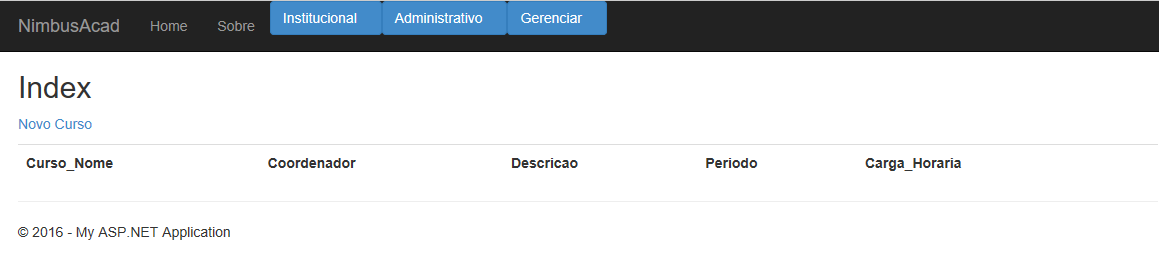 NimbusAcad Home Sobre Institucional Administrativo Gerenciar
Index
Novo Curso
Curso_Nome Coordenador Descricao Periodo Carga_Horaria
© 2016 - My ASP.NET Application